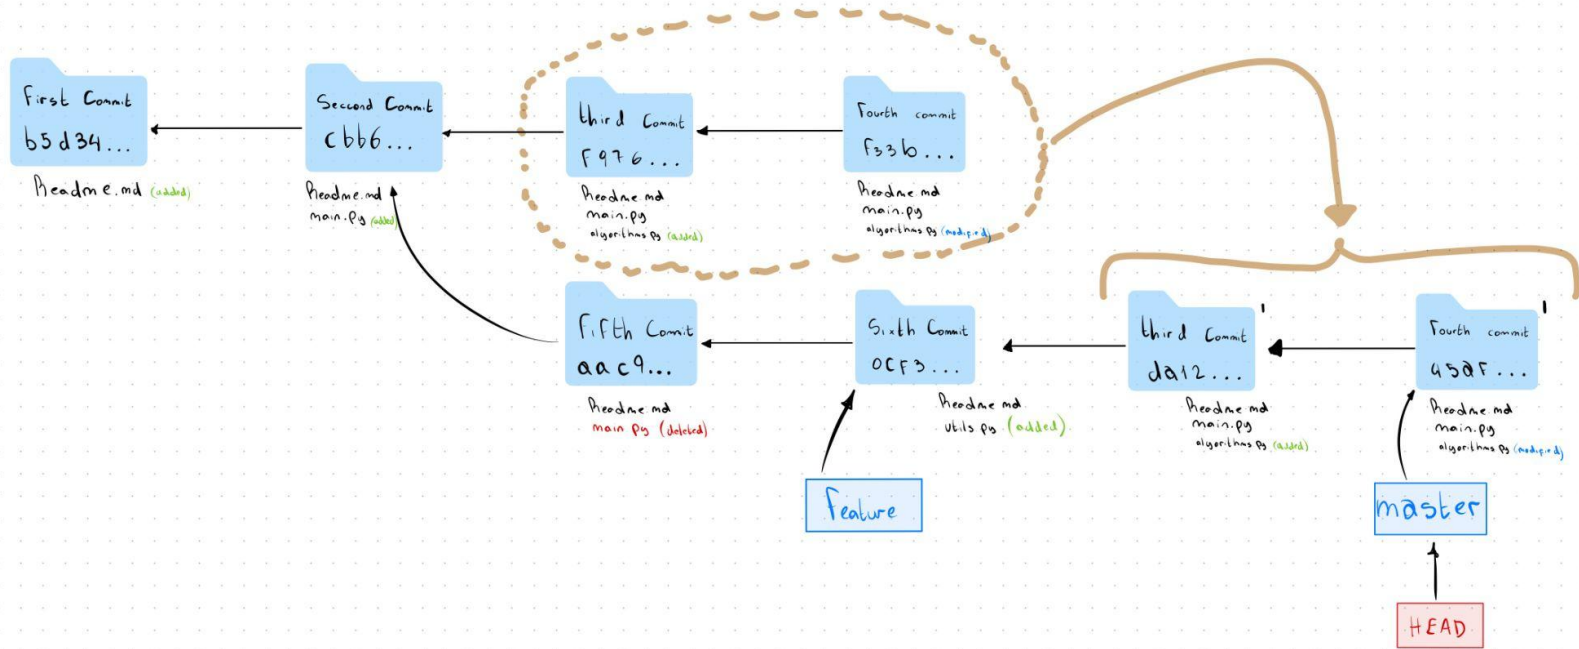 First Commit
b5d34...
Readme.md (added)
Seccond Commit
cbb6...
Readme.md
main.py (added)
third Commit
F976...
Readme.md
main.py
algorithms.py (added)
Fourth commit
f33b...
Readme.md
main.py
algorithms.py (modified)
Fifth Commit
aac9...
Readme.md
main.py (deleted)
Sixth Commit
0CF3...
Readme.md
utils.py (added)
third Commit '
da12...
Readme.md
main.py
algorithms.py (added)
Fourth commit '
45aF...
Readme.md
main.py
algorithms.py (modified)
Feature
master
HEAD